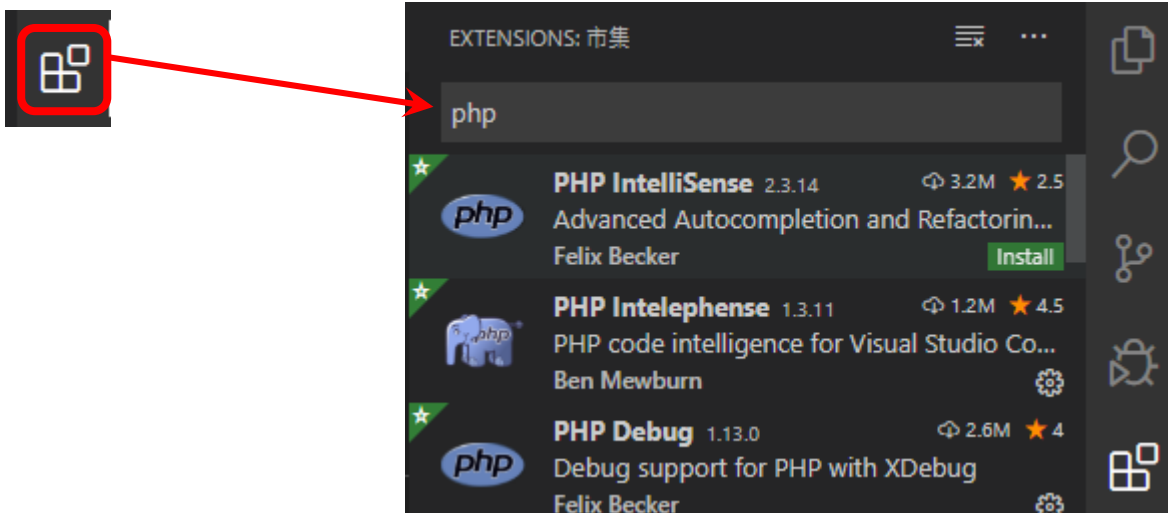 EXTENSIONS: 市集
php
PHP IntelliSense 2.3.14 3.2M 2.5
php
Advanced Autocompletion and Refactorin...
Felix Becker Install
PHP Intelephense 1.3.11 1.2M 4.5
php
PHP code intelligence for Visual Studio Co...
Ben Mewburn
PHP Debug 1.13.0 2.6M 4
php
Debug support for PHP with XDebug
Felix Becker